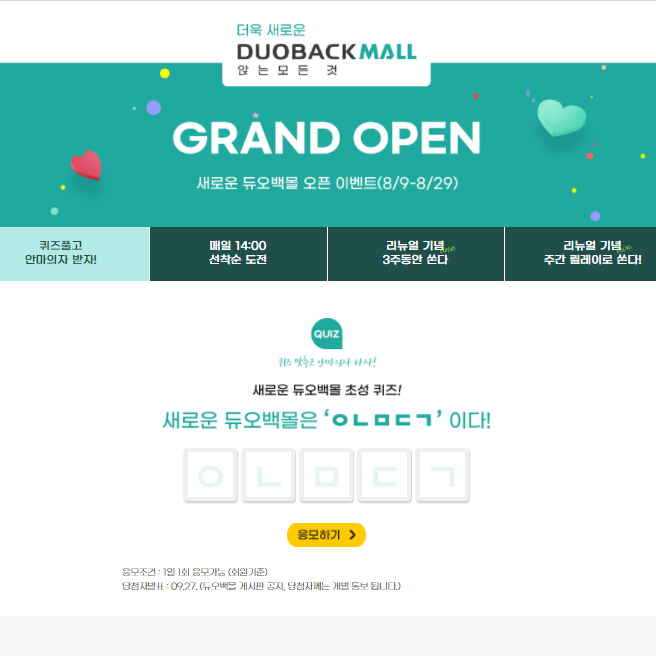 더욱 새로운
DUOBACKMALL
앉는모든 것
GRAND OPEN
새로운 듀오백몰 오픈 이벤트(8/9-8/29)
퀴즈풀고
안마의자 받자!
매일 14:00
선착순 도전
리뉴얼 기념
3주동안 쏜다
리뉴얼 기념
주간 릴레이로 쏜다!
QUIZ
퀴즈 맞추고 안마의자 타자!
새로운 듀오백몰 초성 퀴즈!
새로운 듀오백몰은 ‘ㅇㄴㅁㄷㄱ’ 이다!
ㅇ ㄴ ㅁ ㄷ ㄱ
응모하기 >
응모조건 : 1일 1회 응모가능 (회원기준)
당첨자발표 : 09.27. (듀오백몰 게시판 공지, 당첨자께는 개별 통보 됩니다.)